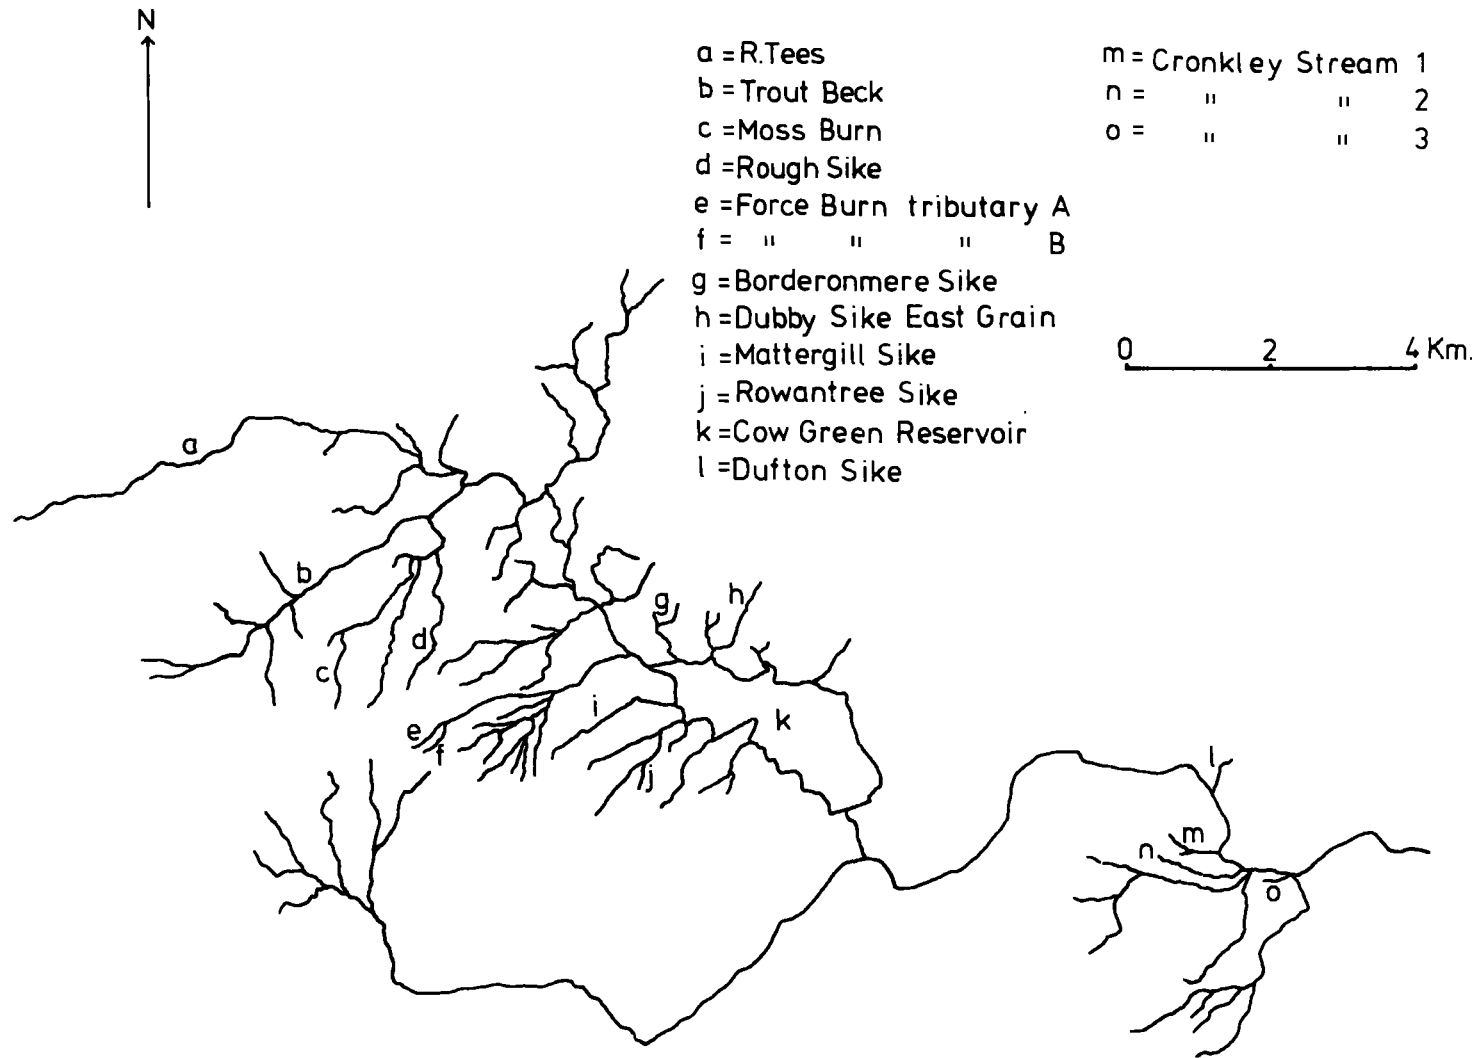 N
a = R.Tees
b = Trout Beck
c = Moss Burn
d = Rough Sike
e = Force Burn tributary A
f = " " " B
g = Borderonmere Sike
h = Dubby Sike East Grain
i = Mattergill Sike
j = Rowantree Sike
k = Cow Green Reservoir
l = Dufton Sike
m = Cronkley Stream 1
n = " " 2
o = " " 3
0 2 4 Km.
a
b
c
d
e
f
g
h
i
j
k
l
m
n
o